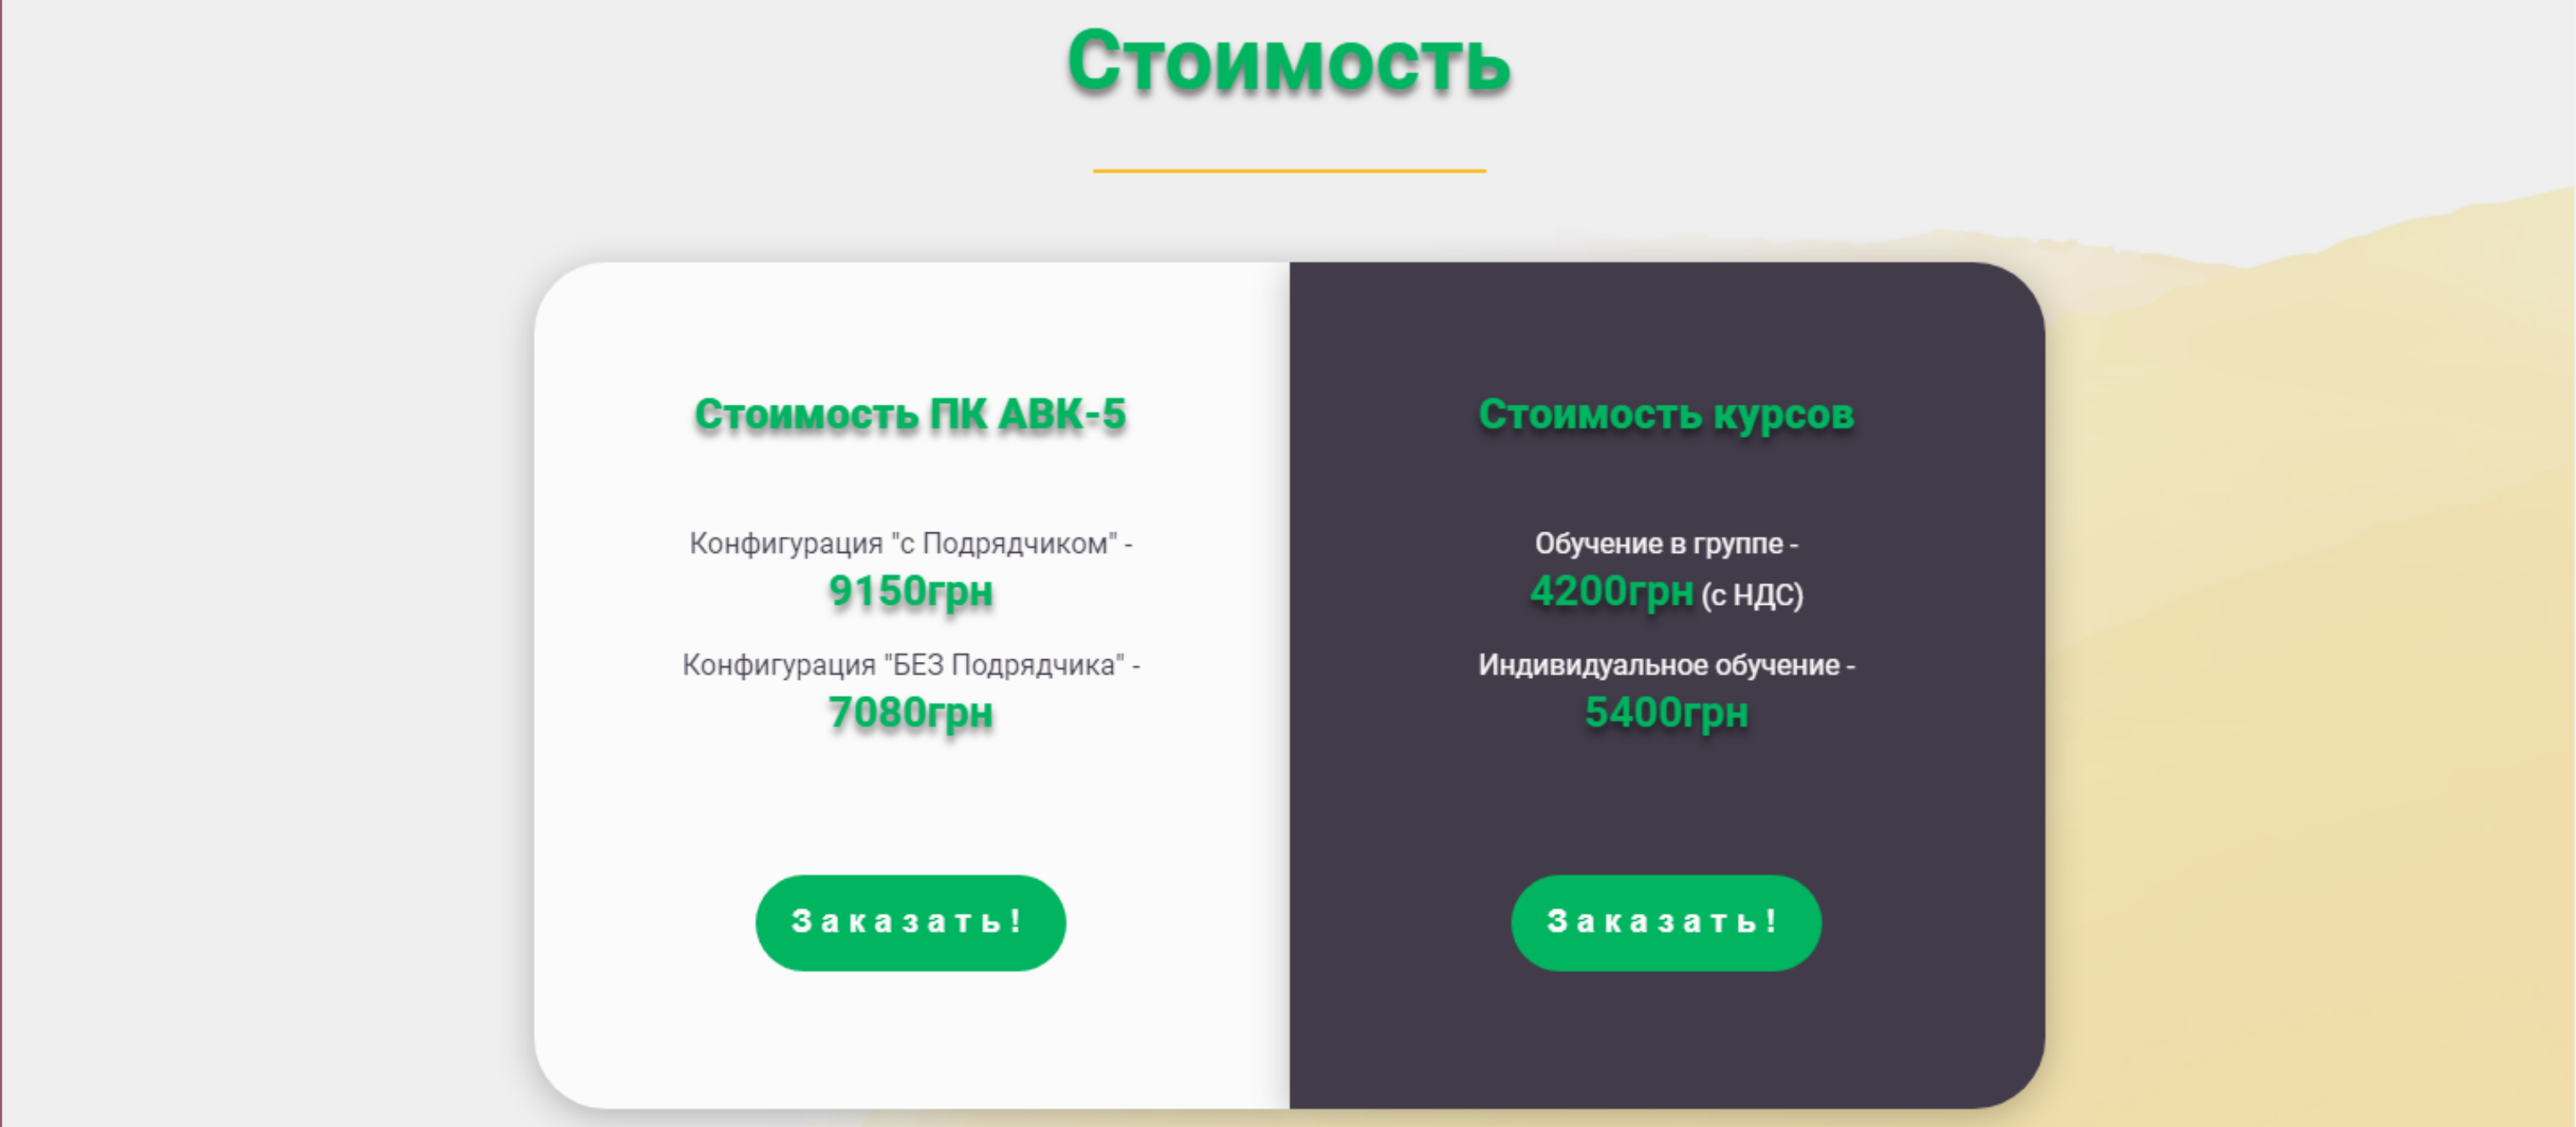 Стоимость
Стоимость ПК АВК-5
Конфигурация "с Подрядчиком" -
9150грн
Конфигурация "БЕЗ Подрядчика" -
7080грн
Заказать!
Стоимость курсов
Обучение в группе -
4200грн (с НДС)
Индивидуальное обучение -
5400грн
Заказать!